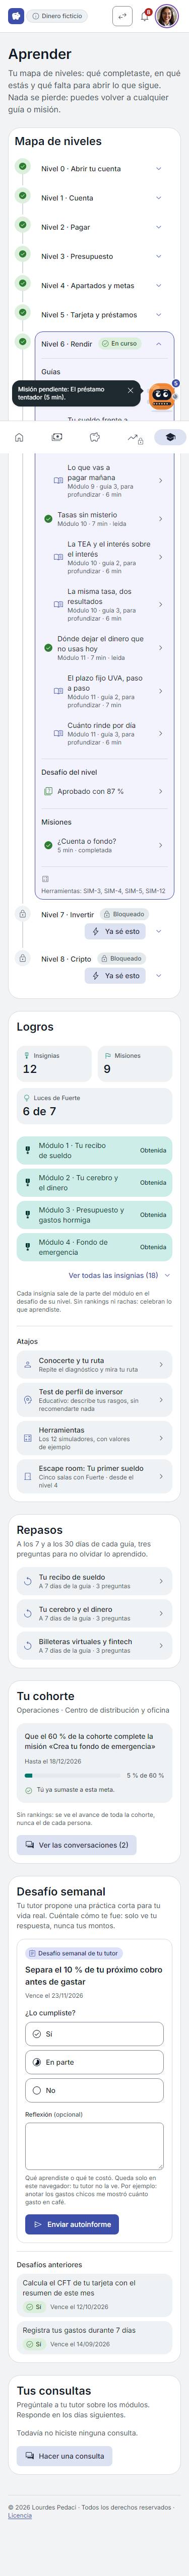 Dinero ficticio
8
Aprender
Tu mapa de niveles: qué completaste, en qué
estás y qué falta para abrir lo que sigue.
Nada se pierde: puedes volver a cualquier
guía o misión.
Mapa de niveles
Nivel 0 · Abrir tu cuenta
Nivel 1 · Cuenta
Nivel 2 · Pagar
Nivel 3 · Presupuesto
Nivel 4 · Apartados y metas
Nivel 5 · Tarjeta y préstamos
Nivel 6 · Rendir
En curso
Guías
Misión pendiente: El préstamo
tentador (5 min).
5
Tu sueldo frente a
Lo que vas a
pagar mañana
Módulo 9 · guía 3, para
profundizar · 6 min
Tasas sin misterio
Módulo 10 · 7 min · leída
La TEA y el interés sobre
el interés
Módulo 10 · guía 2, para
profundizar · 6 min
La misma tasa, dos
resultados
Módulo 10 · guía 3, para
profundizar · 6 min
Dónde dejar el dinero que
no usas hoy
Módulo 11 · 7 min · leída
El plazo fijo UVA, paso
a paso
Módulo 11 · guía 2, para
profundizar · 7 min
Cuánto rinde por día
Módulo 11 · guía 3, para
profundizar · 6 min
Desafío del nivel
Aprobado con 87 %
Misiones
¿Cuenta o fondo?
5 min · completada
Herramientas: SIM-3, SIM-4, SIM-5, SIM-12
Nivel 7 · Invertir
Bloqueado
Ya sé esto
Nivel 8 · Cripto
Bloqueado
Ya sé esto
Logros
Insignias
12
Misiones
9
Luces de Fuerte
6 de 7
Módulo 1 · Tu recibo
de sueldo
Obtenida
Módulo 2 · Tu cerebro y
el dinero
Obtenida
Módulo 3 · Presupuesto y
gastos hormiga
Obtenida
Módulo 4 · Fondo de
emergencia
Obtenida
Ver todas las insignias (18)
Cada insignia sale de la parte del módulo en el
desafío de su nivel. Sin rankings ni rachas: celebran lo
que aprendiste.
Atajos
Conocerte y tu ruta
Repite el diagnóstico y mira tu ruta
Test de perfil de inversor
Educativo: describe tus rasgos, sin
recomendarte nada
Herramientas
Los 12 simuladores, con valores
de ejemplo
Escape room: Tu primer sueldo
Cinco salas con Fuerte · desde el
nivel 4
Repasos
A los 7 y a los 30 días de cada guía, tres
preguntas para no olvidar lo aprendido.
Tu recibo de sueldo
A 7 días de la guía · 3 preguntas
Tu cerebro y el dinero
A 7 días de la guía · 3 preguntas
Billeteras virtuales y fintech
A 7 días de la guía · 3 preguntas
Tu cohorte
Operaciones · Centro de distribución y oficina
Que el 60 % de la cohorte complete la
misión «Crea tu fondo de emergencia»
Hasta el 18/12/2026
5 % de 60 %
Tú ya sumaste a esta meta.
Sin rankings: se ve el avance de toda la cohorte,
nunca el de cada persona.
Ver las conversaciones (2)
Desafío semanal
Tu tutor propone una práctica corta para tu
vida real. Cuéntale cómo te fue: solo ve tu
respuesta, nunca tus montos.
Desafío semanal de tu tutor
Separa el 10 % de tu próximo cobro
antes de gastar
Vence el 23/11/2026
¿Lo cumpliste?
Sí
En parte
No
Reflexión (opcional)
Qué aprendiste o qué te costó. Queda solo en
este navegador: tu tutor no la ve. Por ejemplo:
anotar los gastos chicos me mostró cuánto
gasto en café.
Enviar autoinforme
Desafíos anteriores
Calcula el CFT de tu tarjeta con el
resumen de este mes
Sí
Vence el 12/10/2026
Registra tus gastos durante 7 días
Sí
Vence el 14/09/2026
Tus consultas
Pregúntale a tu tutor sobre los módulos.
Responde en los días siguientes.
Todavía no hiciste ninguna consulta.
Hacer una consulta
© 2026 Lourdes Pedaci · Todos los derechos reservados ·
Licencia